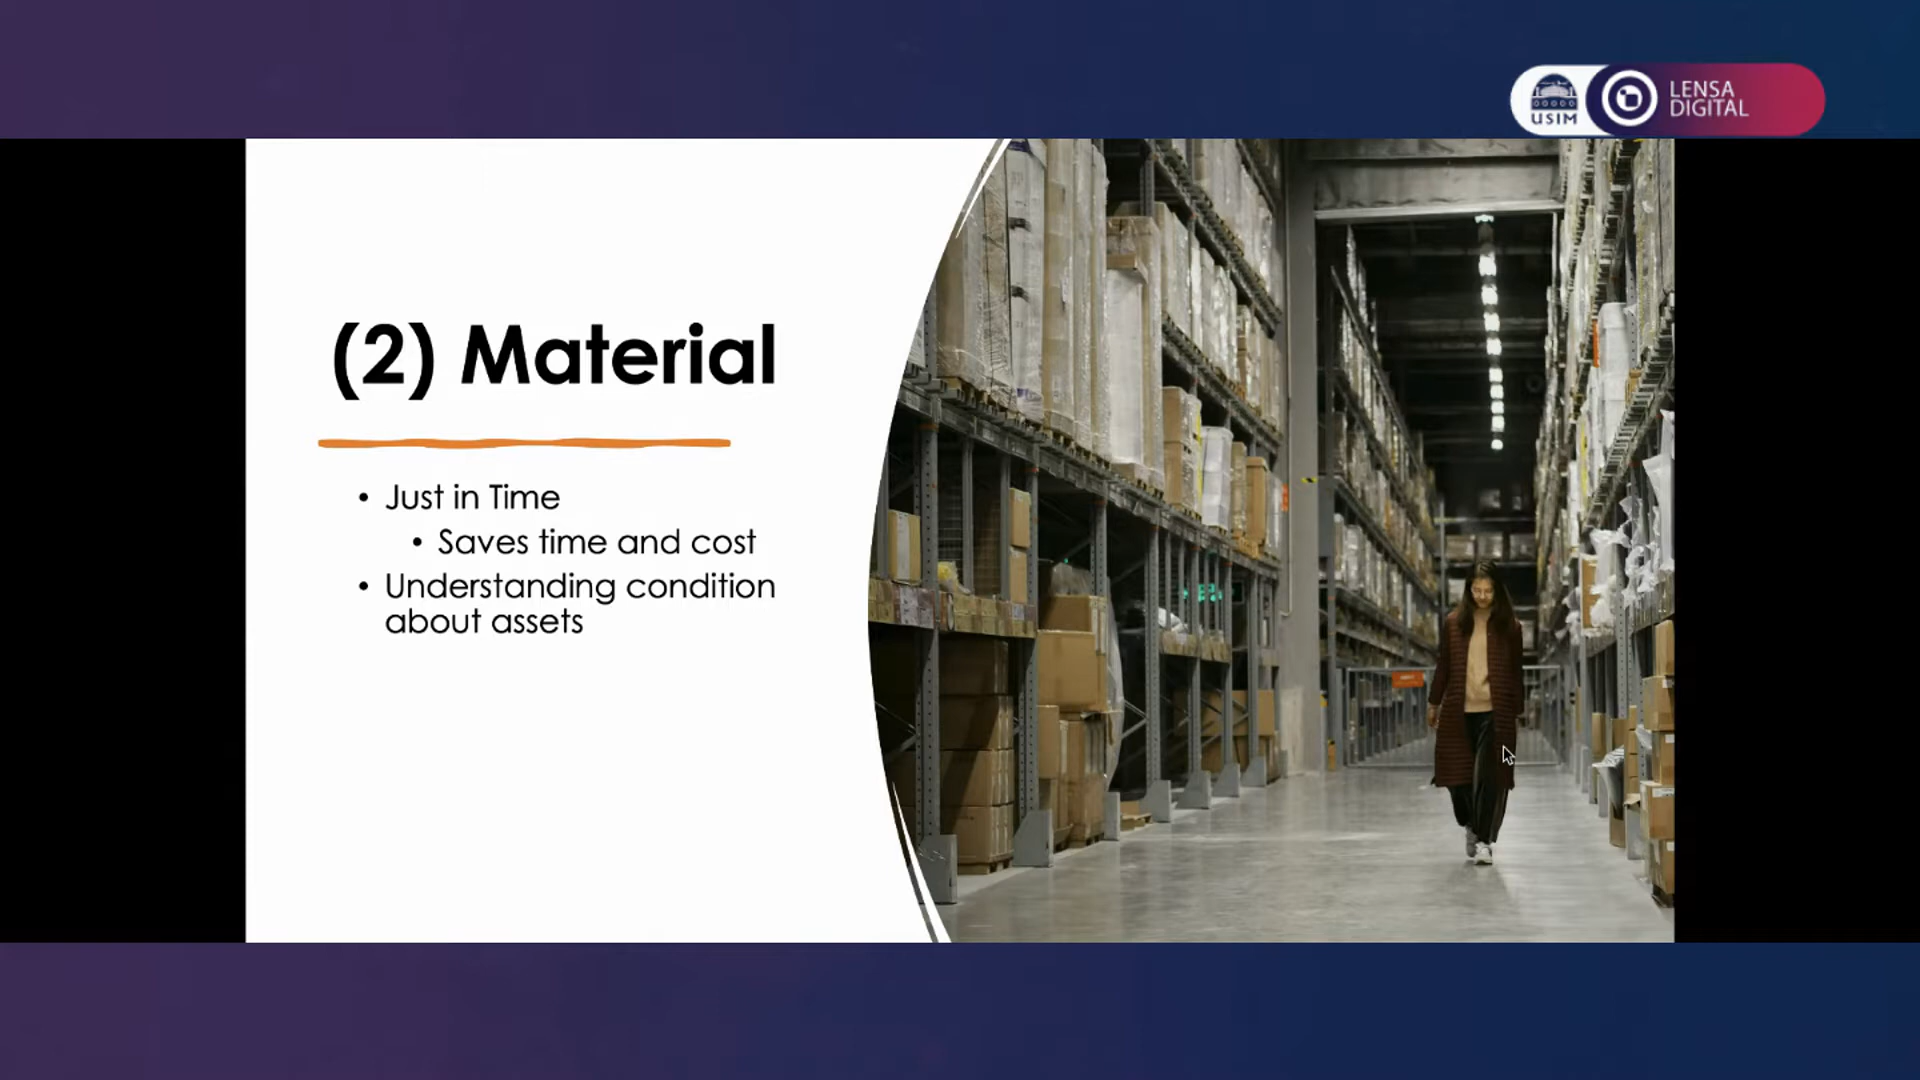 USIM
LENSA
DIGITAL
(2) Material
• Just in Time
• Saves time and cost
• Understanding condition
about assets